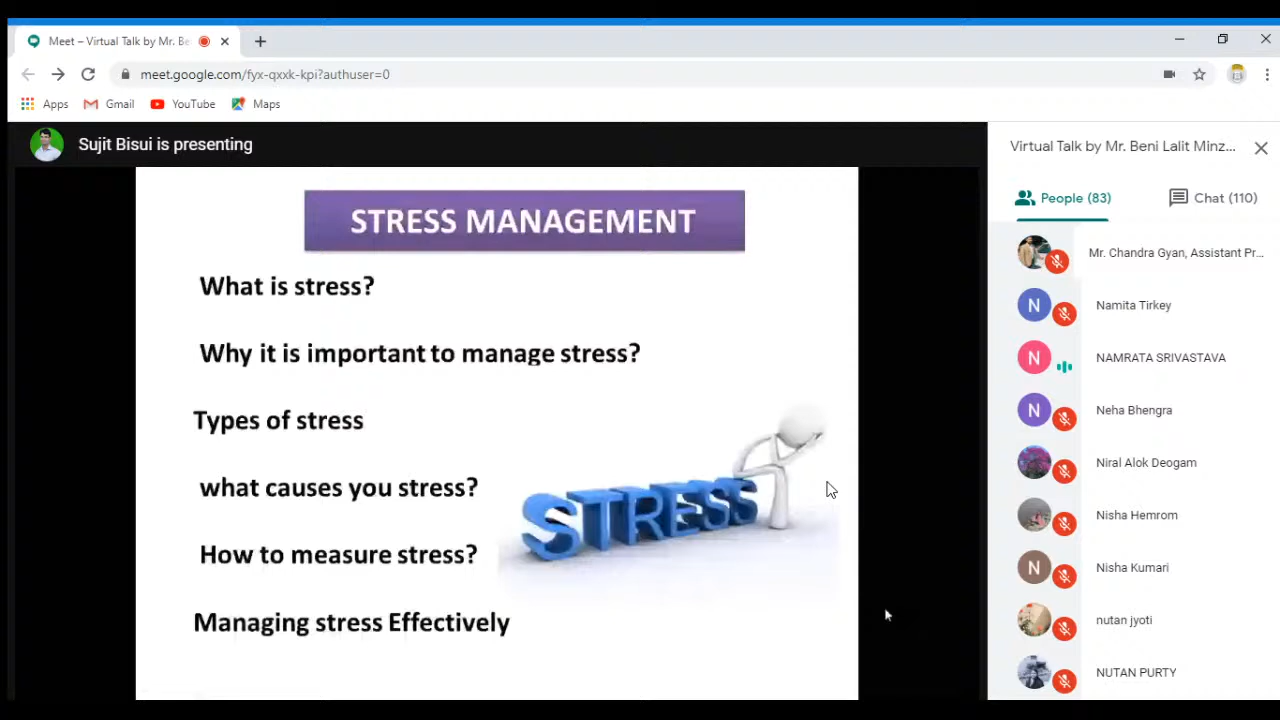 Meet – Virtual Talk by Mr. Be
meet.google.com/fyx-qxxk-kpi?authuser=0
Apps Gmail YouTube Maps
Sujit Bisui is presenting
STRESS MANAGEMENT
What is stress?
Why it is important to manage stress?
Types of stress
what causes you stress?
How to measure stress?
Managing stress Effectively
STRESS
Virtual Talk by Mr. Beni Lalit Minz...
People (83) Chat (110)
Mr. Chandra Gyan, Assistant Pr...
N Namita Tirkey
N NAMRATA SRIVASTAVA
N Neha Bhengra
Niral Alok Deogam
Nisha Hemrom
N Nisha Kumari
nutan jyoti
NUTAN PURTY